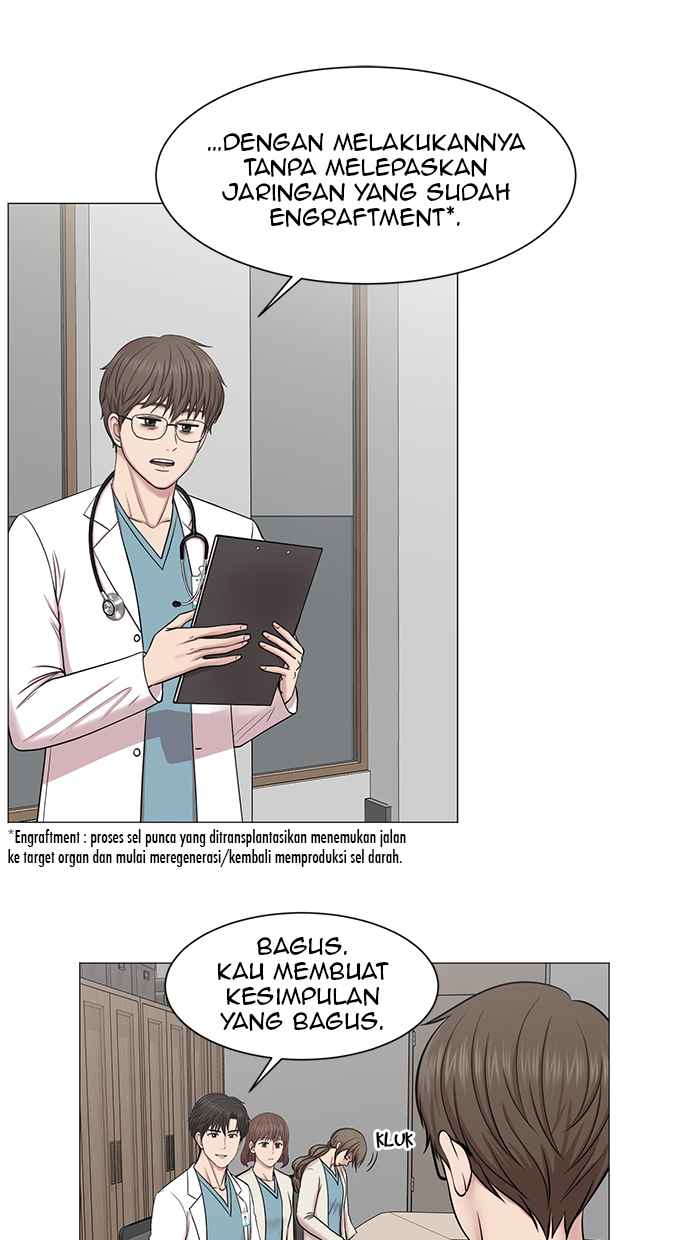 ...DENGAN MELAKUKANNYA
TANPA MELEPASKAN
JARINGAN YANG SUDAH
ENGRAFTMENT*.
*Engraftment : proses sel punca yang ditransplantasikan menemukan jalan
ke target organ dan mulai meregenerasi/kembali memproduksi sel darah.
BAGUS.
KAU MEMBUAT
KESIMPULAN
YANG BAGUS.
KLUK